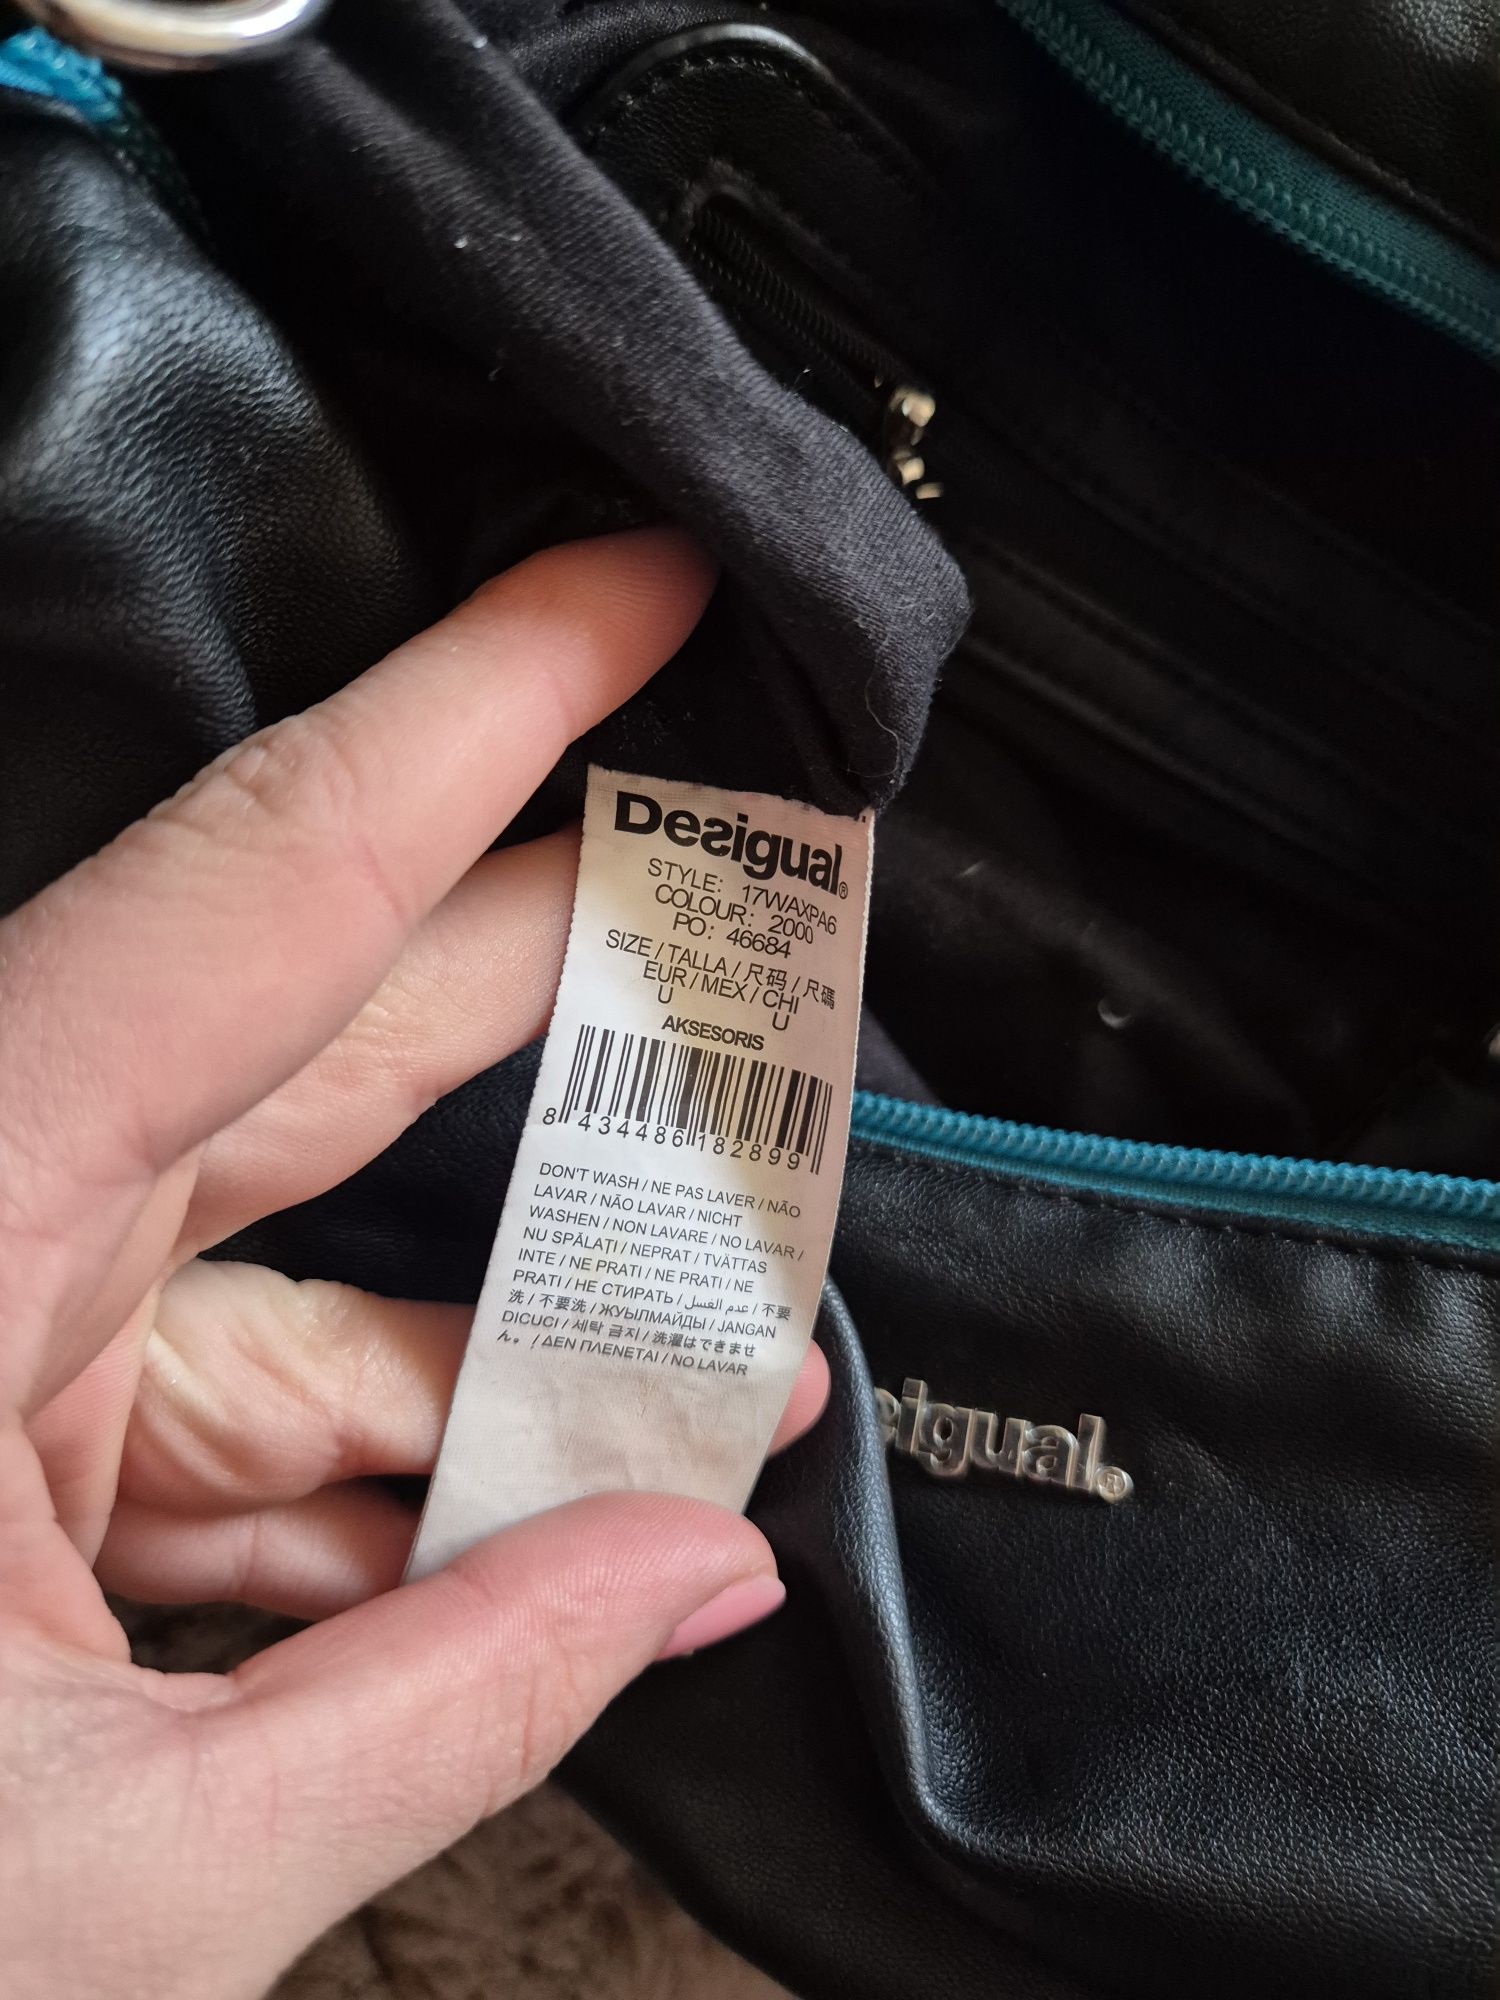 Desigual®
STYLE: 17WAXPA6
COLOUR: 2000
PO: 46684
SIZE / TALLA / 尺码 / 尺碼
EUR / MEX / CHI
U U
AKSESORIS
8 434486 182899
DON'T WASH / NE PAS LAVER / NÃO
LAVAR / NÃO LAVAR / NICHT
WASHEN / NON LAVARE / NO LAVAR /
NU SPĂLAȚI / NEPRAT / TVÄTTAS
INTE / NE PRATI / NE PRATI / NE
PRATI / НЕ СТИРАТЬ / عدم الغسل / 不要
洗 / 不要洗 / ЖУЫЛМАЙДЫ / JANGAN
DICUCI / 세탁 금지 / 洗濯はできませ
ん。 / ΔΕΝ ΠΛΕΝΕΤΑΙ / NO LAVAR
eigual®